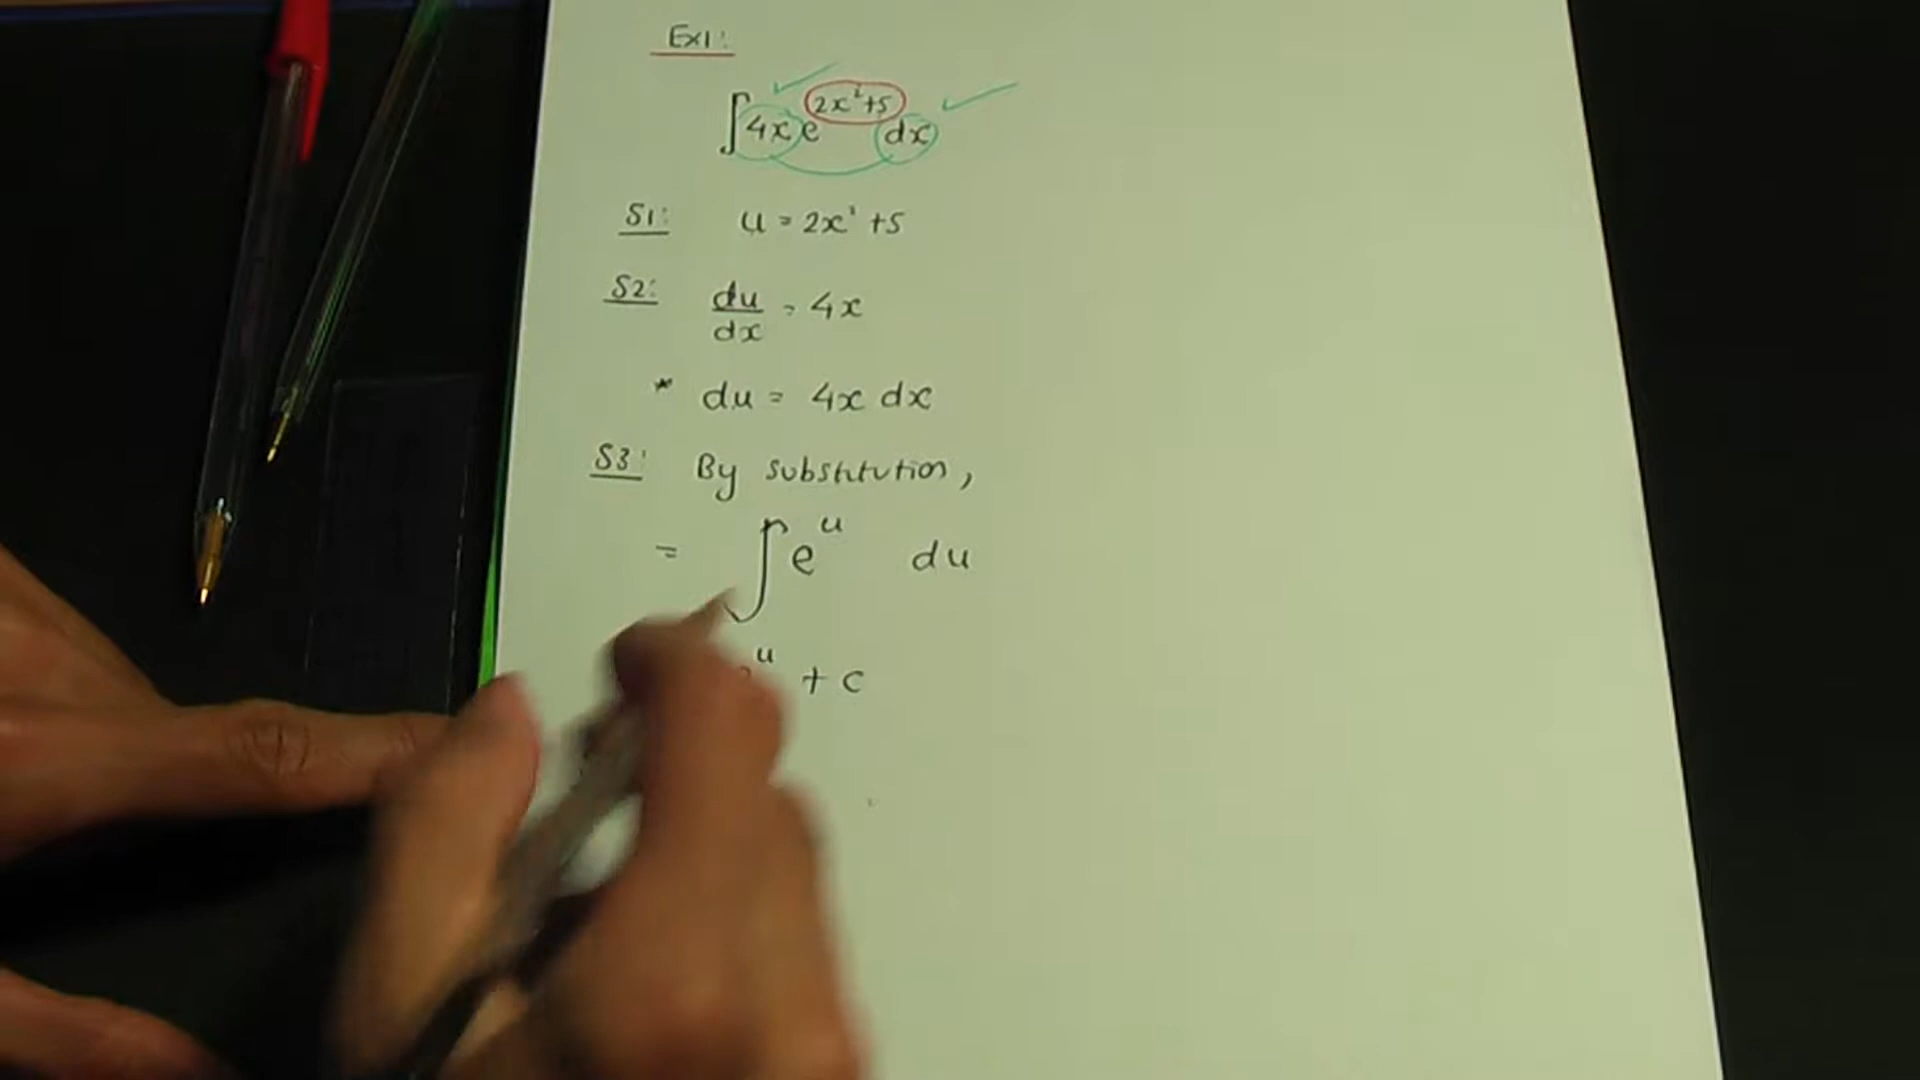 Ex1:
∫4xe^{2x²+5} dx
S1: u = 2x² + 5
S2: du/dx = 4x
* du = 4x dx
S3: By substitution,
= ∫e^u du
e^u + c